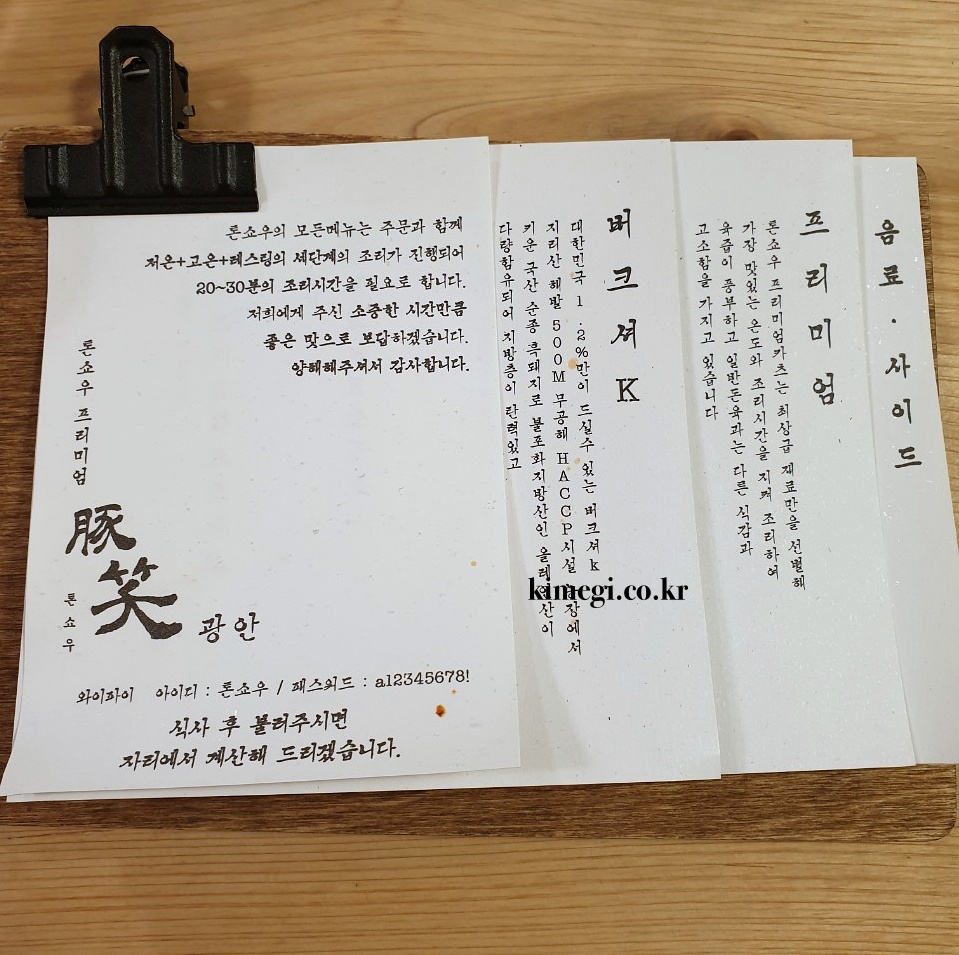 톤쇼우의 모든메뉴는 주문과 함께
저온+고온+레스팅의 세단계의 조리가 진행되어
20~30분의 조리시간을 필요로 합니다.
저희에게 주신 소중한 시간만큼
좋은 맛으로 보답하겠습니다.
양해해주셔서 감사합니다.
톤쇼우 프리미엄
豚笑
톤쇼우
광안
와이파이 아이디 : 톤쇼우 / 패스워드 : a12345678!
식사 후 불러주시면
자리에서 계산해 드리겠습니다.
버크셔K
대한민국 1.2%만이 드실수 있는 버크셔k
지리산 해발 500M 무공해 HACCP시설 농장에서
키운 국산 순종 흑돼지로 불포화지방산인 올레인산이
다량함유되어 지방층이 탄력있고
프리미엄
톤쇼우 프리미엄카츠는 최상급 재료만을 선별해
가장 맛있는 온도와 조리시간을 지켜 조리하여
육즙이 풍부하고 일반돈육과는 다른 식감과
고소함을 가지고 있습니다
음료·사이드
kimegi.co.kr